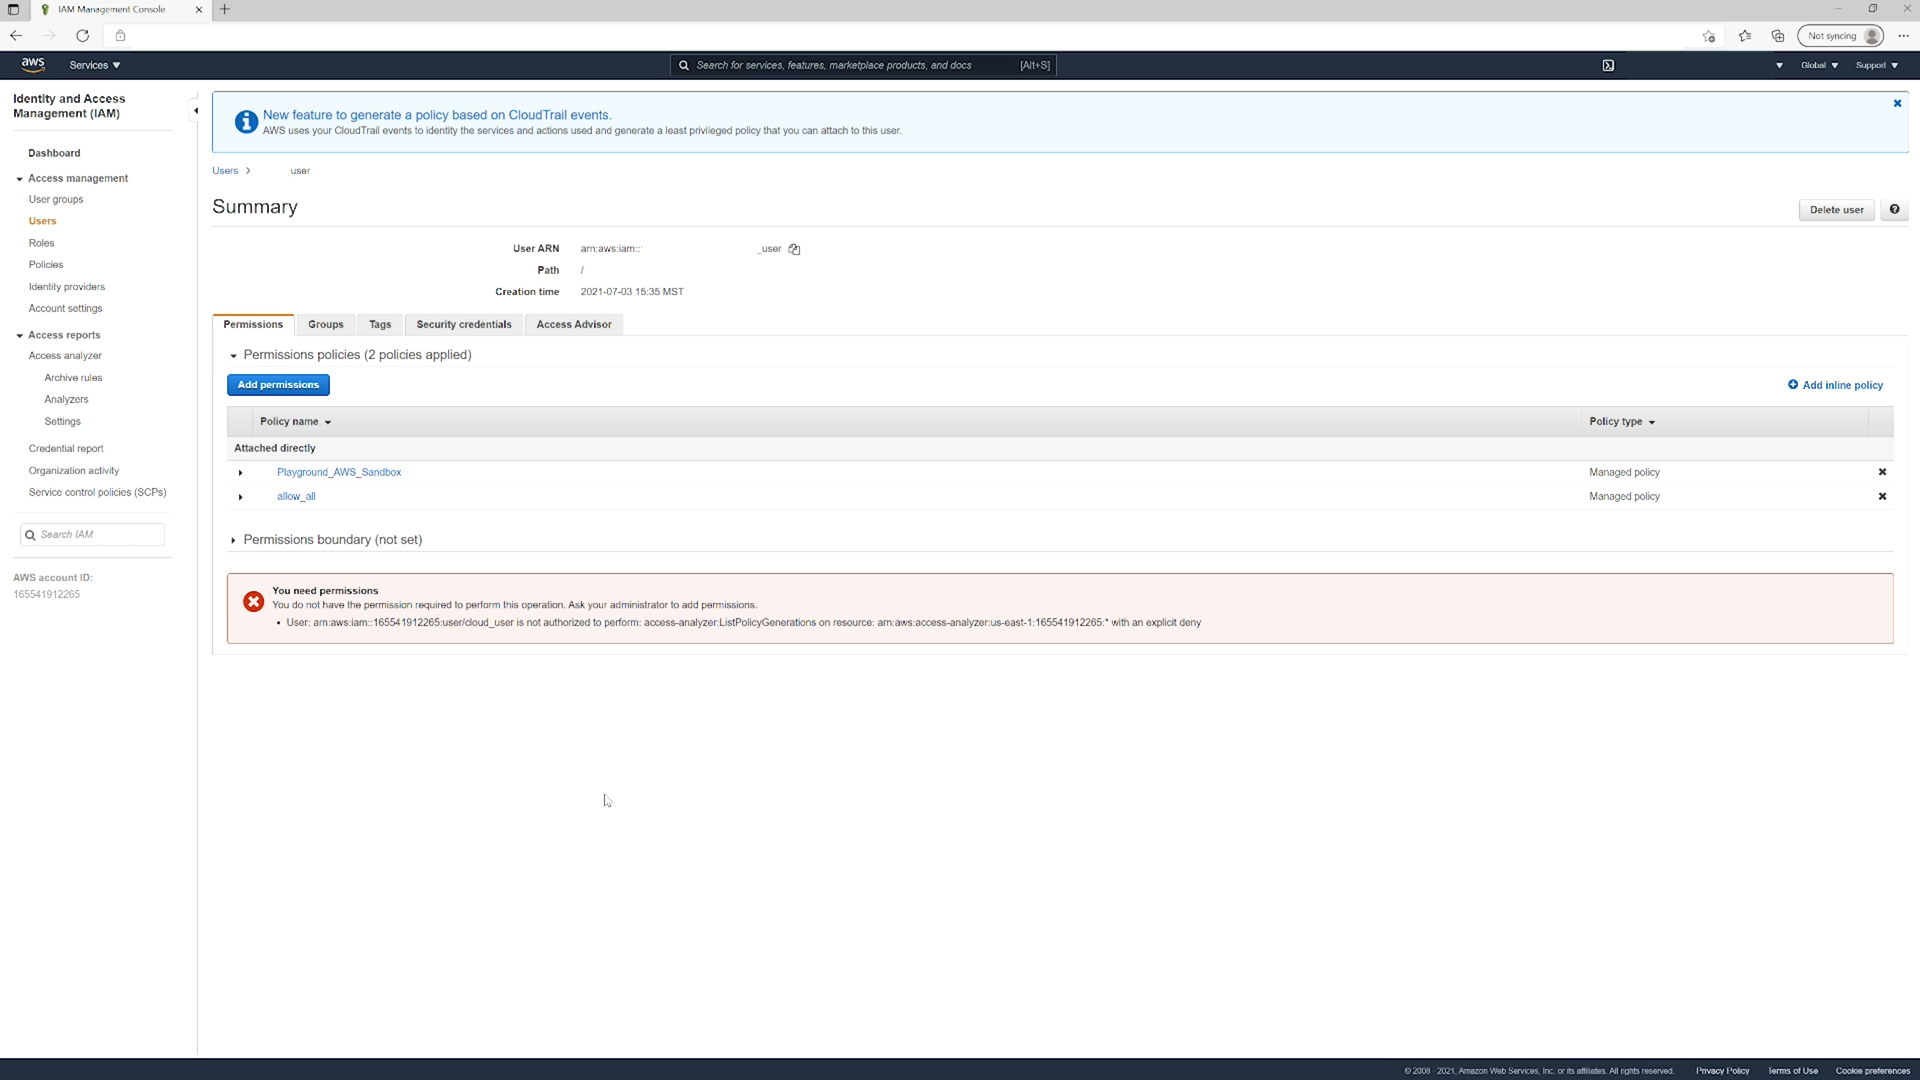 IAM Management Console
Not syncing
aws
Services
Search for services, features, marketplace products, and docs
[Alt+S]
Global
Support
Identity and Access
Management (IAM)
Dashboard
Access management
User groups
Users
Roles
Policies
Identity providers
Account settings
Access reports
Access analyzer
Archive rules
Analyzers
Settings
Credential report
Organization activity
Service control policies (SCPs)
Search IAM
AWS account ID:
165541912265
New feature to generate a policy based on CloudTrail events.
AWS uses your CloudTrail events to identify the services and actions used and generate a least privileged policy that you can attach to this user.
Users > _user
Summary
Delete user
User ARN arn:aws:iam:: _user
Path /
Creation time 2021-07-03 15:35 MST
Permissions Groups Tags Security credentials Access Advisor
Permissions policies (2 policies applied)
Add permissions
Add inline policy
Policy name Policy type
Attached directly
Playground_AWS_Sandbox Managed policy
allow_all Managed policy
Permissions boundary (not set)
You need permissions
You do not have the permission required to perform this operation. Ask your administrator to add permissions.
• User: arn:aws:iam::165541912265:user/cloud_user is not authorized to perform: access-analyzer:ListPolicyGenerations on resource: arn:aws:access-analyzer:us-east-1:165541912265:* with an explicit deny
© 2008 - 2021, Amazon Web Services, Inc. or its affiliates. All rights reserved. Privacy Policy Terms of Use Cookie preferences